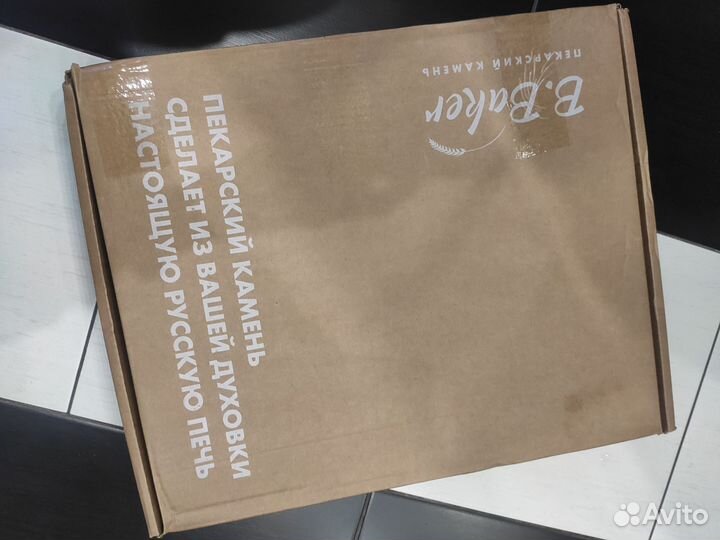 B.Baker
ПЕКАРСКИЙ КАМЕНЬ
ПЕКАРСКИЙ КАМЕНЬ
СДЕЛАЕТ ИЗ ВАШЕЙ ДУХОВКИ
НАСТОЯЩУЮ РУССКУЮ ПЕЧЬ
Avito